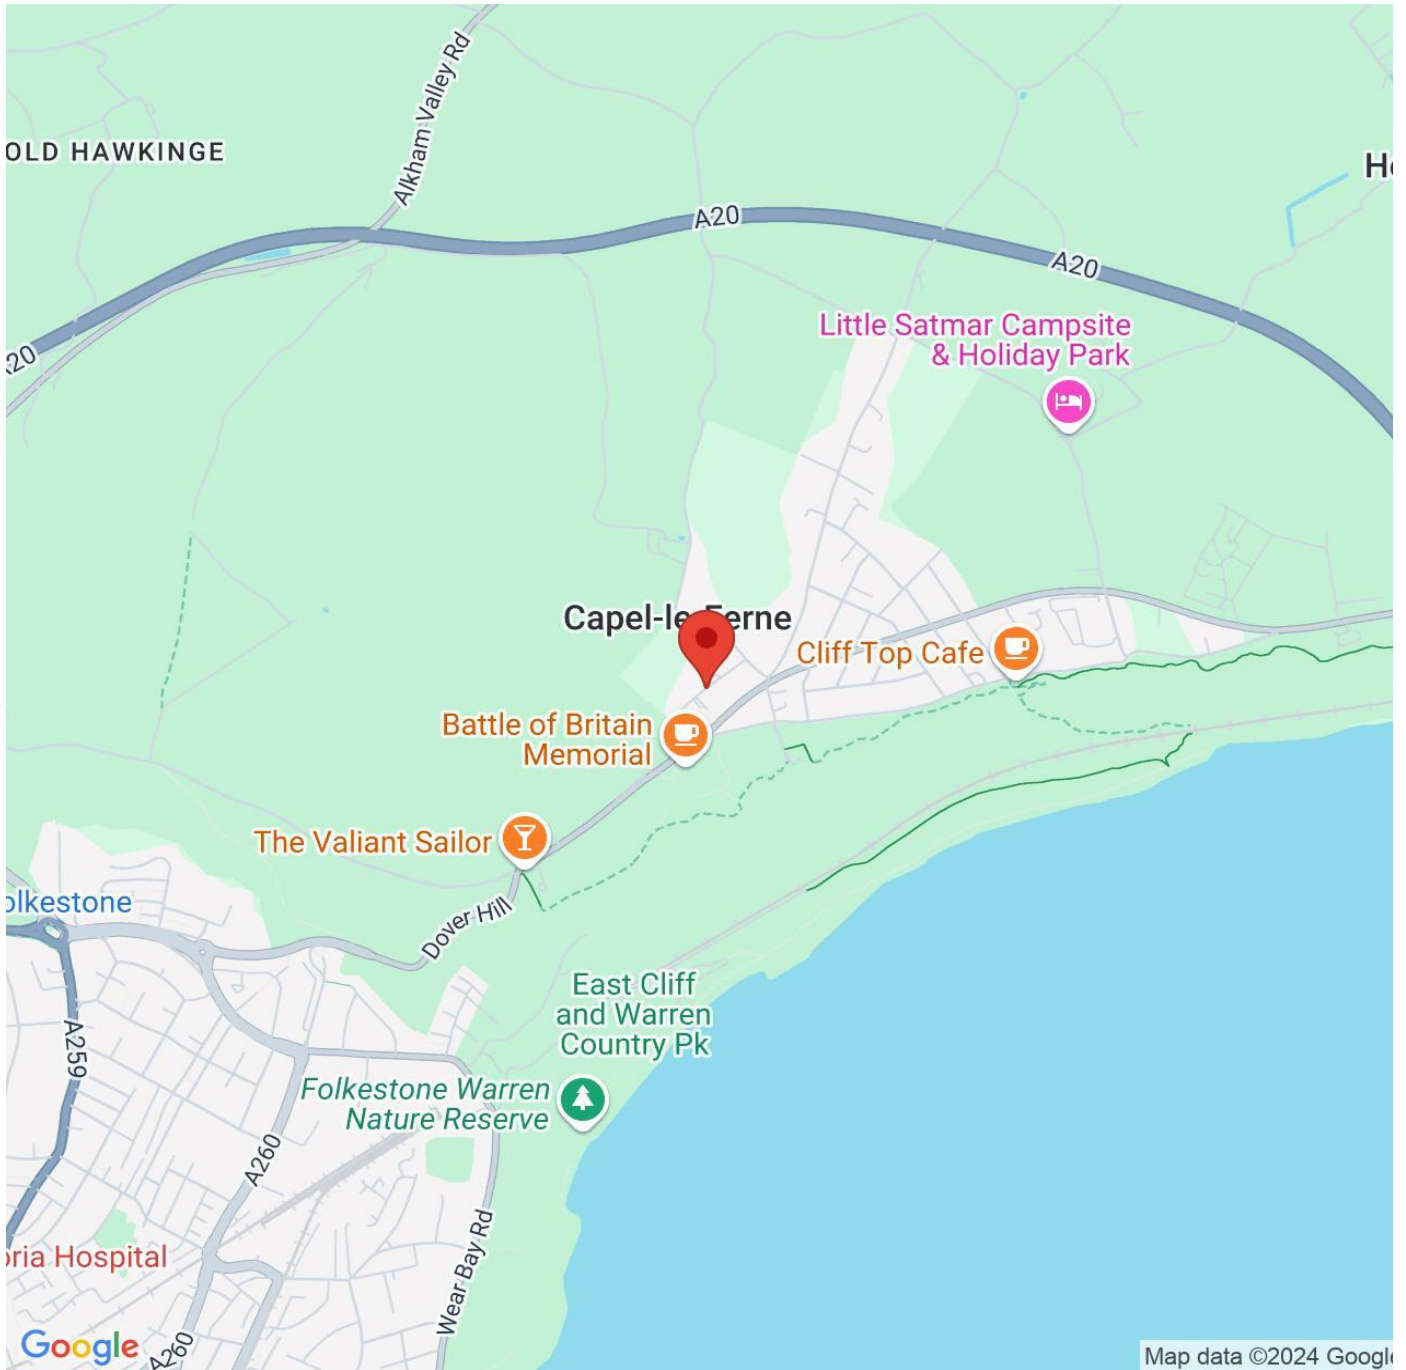 Alkham Valley Rd
OLD HAWKINGE
A20
A20
Little Satmar Campsite
& Holiday Park
Capel-le-Ferne
Cliff Top Cafe
Battle of Britain
Memorial
The Valiant Sailor
olkestone
Dover Hill
East Cliff
and Warren
Country Pk
A259
Folkestone Warren
Nature Reserve
A260
oria Hospital
Wear Bay Rd
Google
A260
Map data ©2024 Google